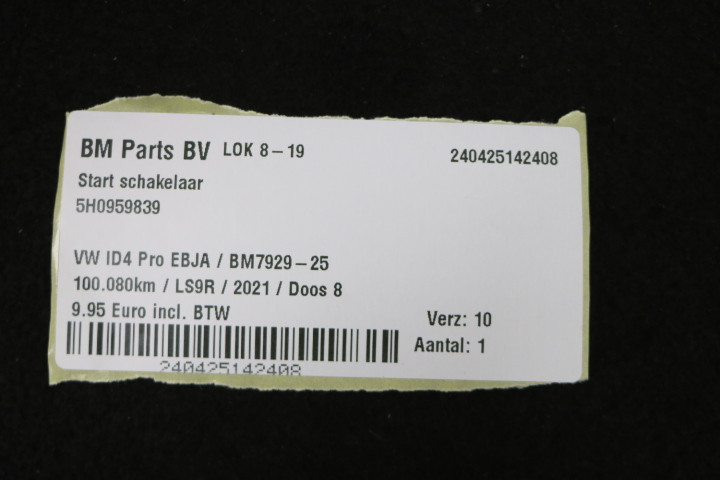 BM Parts BV LOK 8-19 240425142408
Start schakelaar
5H0959839
VW ID4 Pro EBJA / BM7929-25
100.080km / LS9R / 2021 / Doos 8
9.95 Euro incl. BTW
Verz: 10
Aantal: 1
240425142408